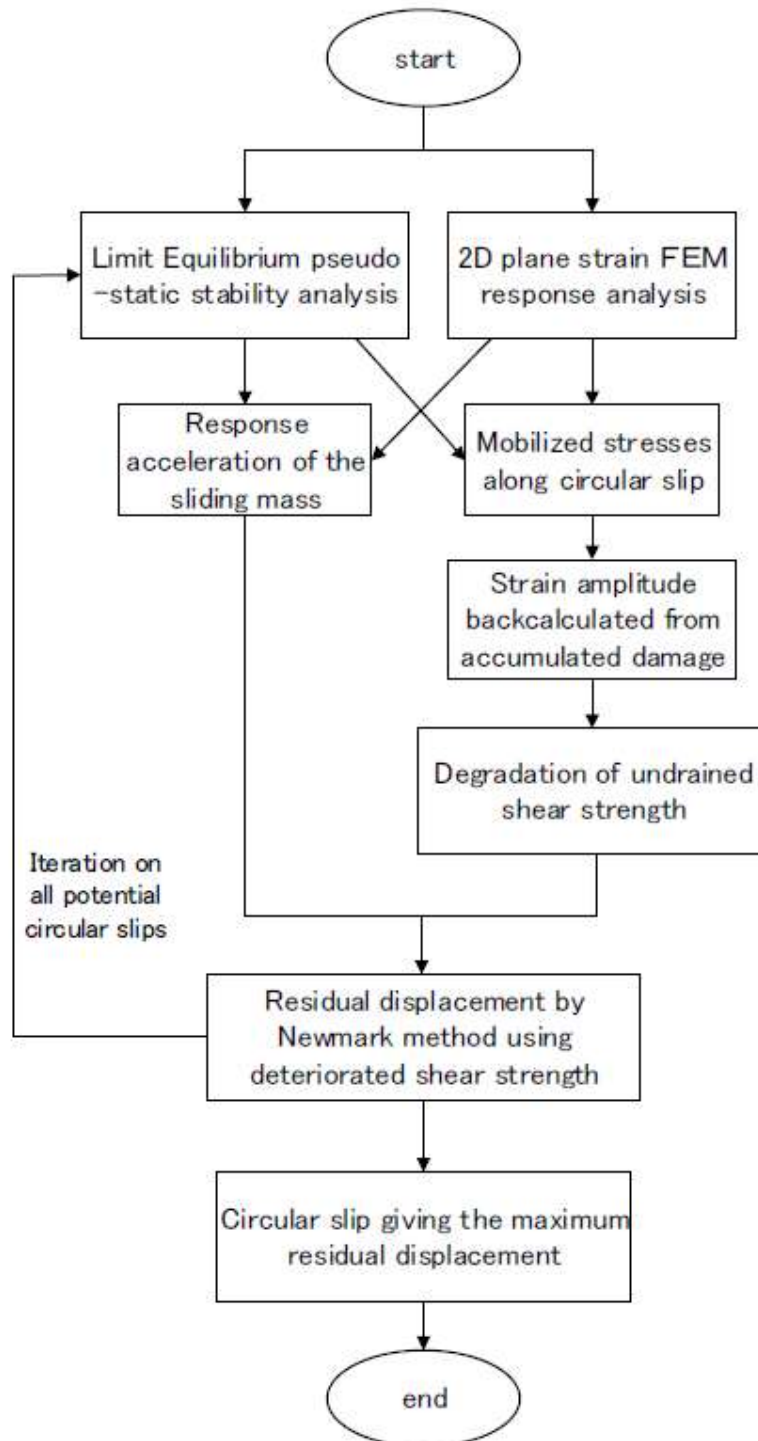 start
Limit Equilibrium pseudo
-static stability analysis
2D plane strain FEM
response analysis
Response
acceleration of the
sliding mass
Mobilized stresses
along circular slip
Strain amplitude
backcalculated from
accumulated damage
Degradation of undrained
shear strength
Iteration on
all potential
circular slips
Residual displacement by
Newmark method using
deteriorated shear strength
Circular slip giving the maximum
residual displacement
end